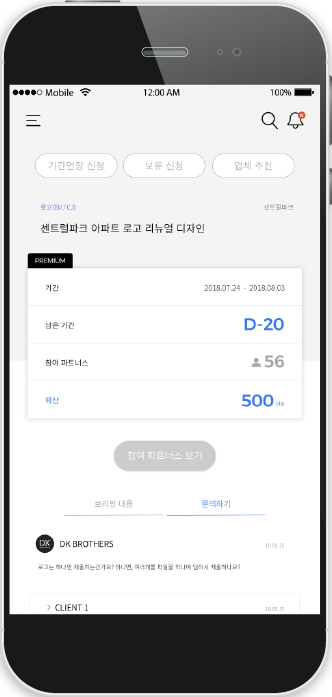 Mobile 12:00 AM 100%
기간연장 신청 보류 신청 업체 추천
로고(BI / CI) 센트럴파크
센트럴파크 아파트 로고 리뉴얼 디자인
PREMIUM
기간 2018.07.24 - 2018.08.03
남은 기간 D-20
참여 파트너스 56
예산 500
참여 파트너스 보기
브리핑 내용 문의하기
DK DK BROTHERS 18.05.15
로고는 하나만 제출하는건가요? 아니면, 여러개를 파일을 하나에 담아서 제출하나요?
> CLIENT 1 18.05.15